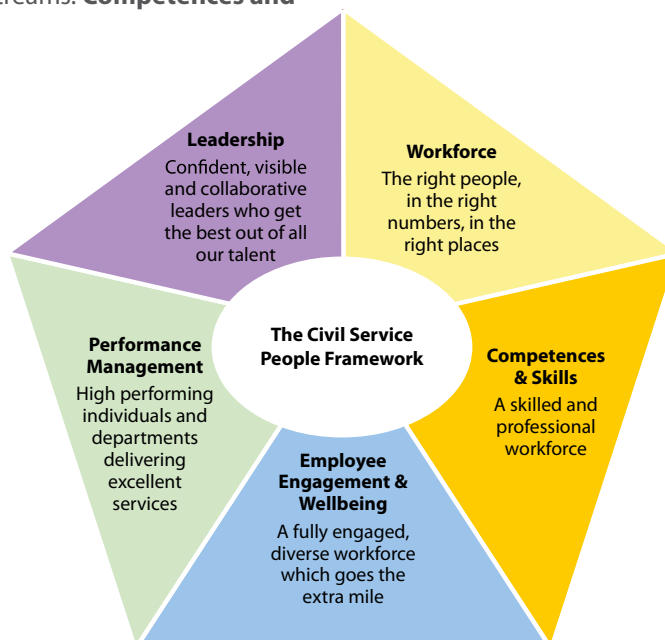 streams: Competences and
Leadership
Confident, visible
and collaborative
leaders who get
the best out of all
our talent
Workforce
The right people,
in the right
numbers, in the
right places
The Civil Service
People Framework
Performance
Management
High performing
individuals and
departments
delivering
excellent
services
Competences
& Skills
A skilled and
professional
workforce
Employee
Engagement &
Wellbeing
A fully engaged,
diverse workforce
which goes the
extra mile